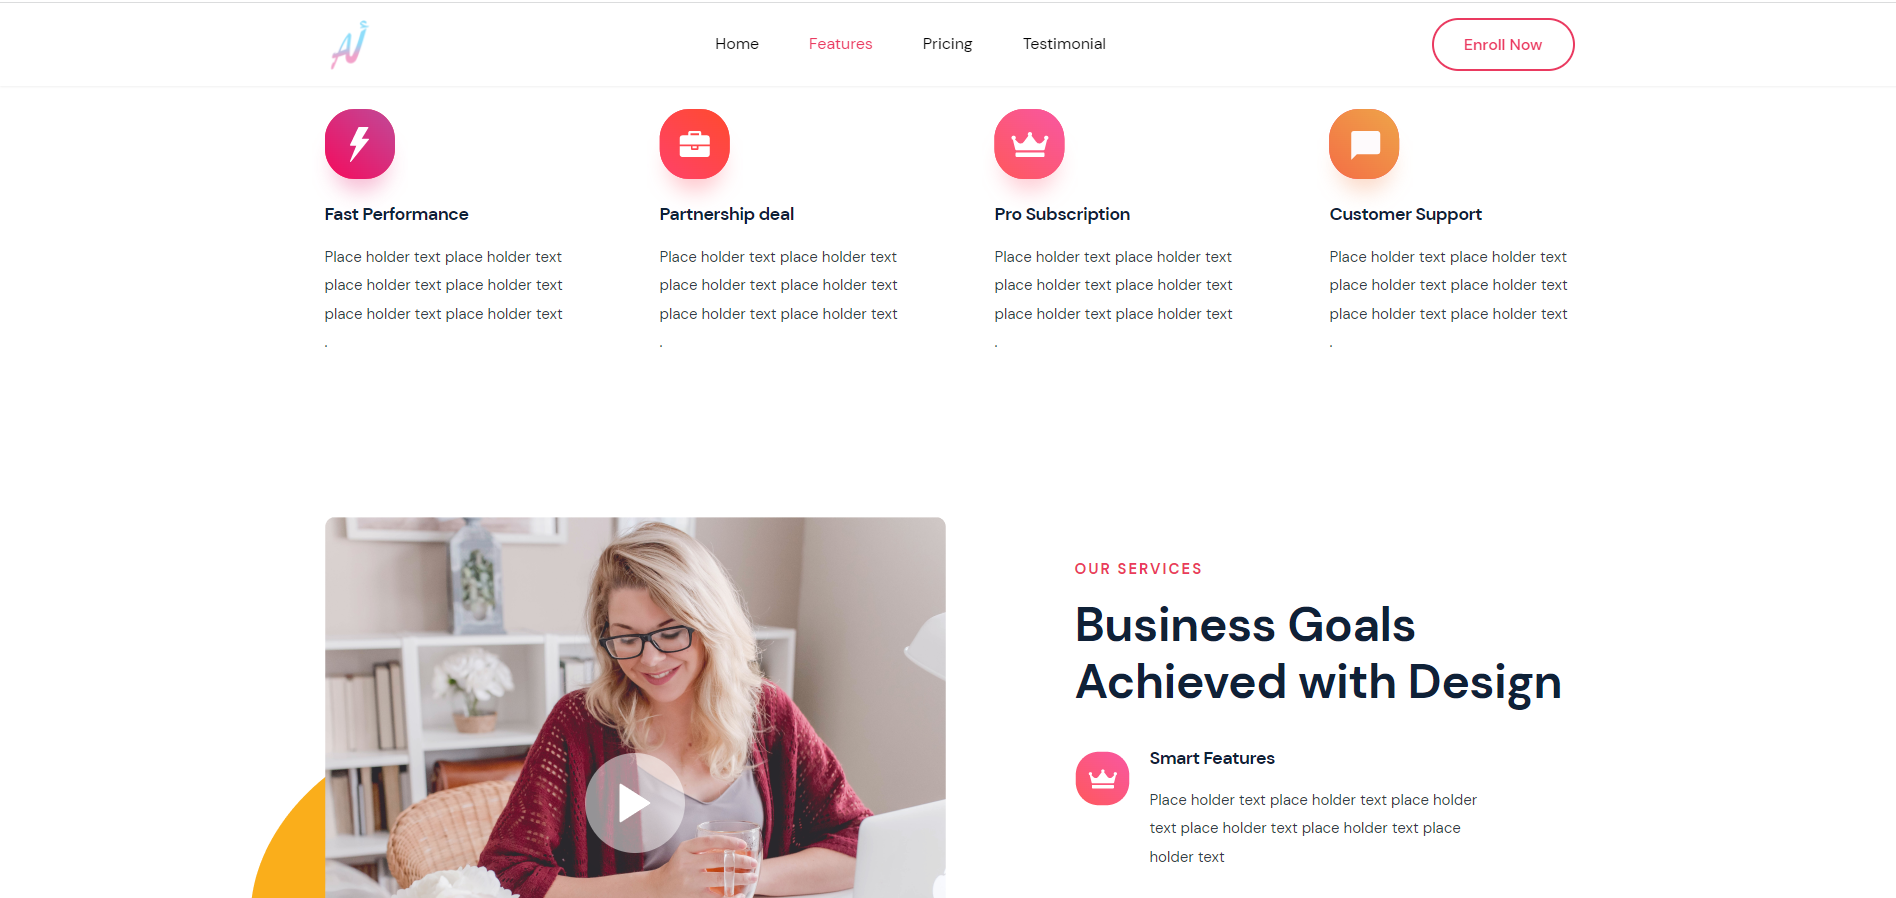 AJ
Home
Features
Pricing
Testimonial
Enroll Now
Fast Performance
Place holder text place holder text
place holder text place holder text
place holder text place holder text
.
Partnership deal
Place holder text place holder text
place holder text place holder text
place holder text place holder text
.
Pro Subscription
Place holder text place holder text
place holder text place holder text
place holder text place holder text
.
Customer Support
Place holder text place holder text
place holder text place holder text
place holder text place holder text
.
OUR SERVICES
Business Goals
Achieved with Design
Smart Features
Place holder text place holder text place holder
text place holder text place holder text place
holder text